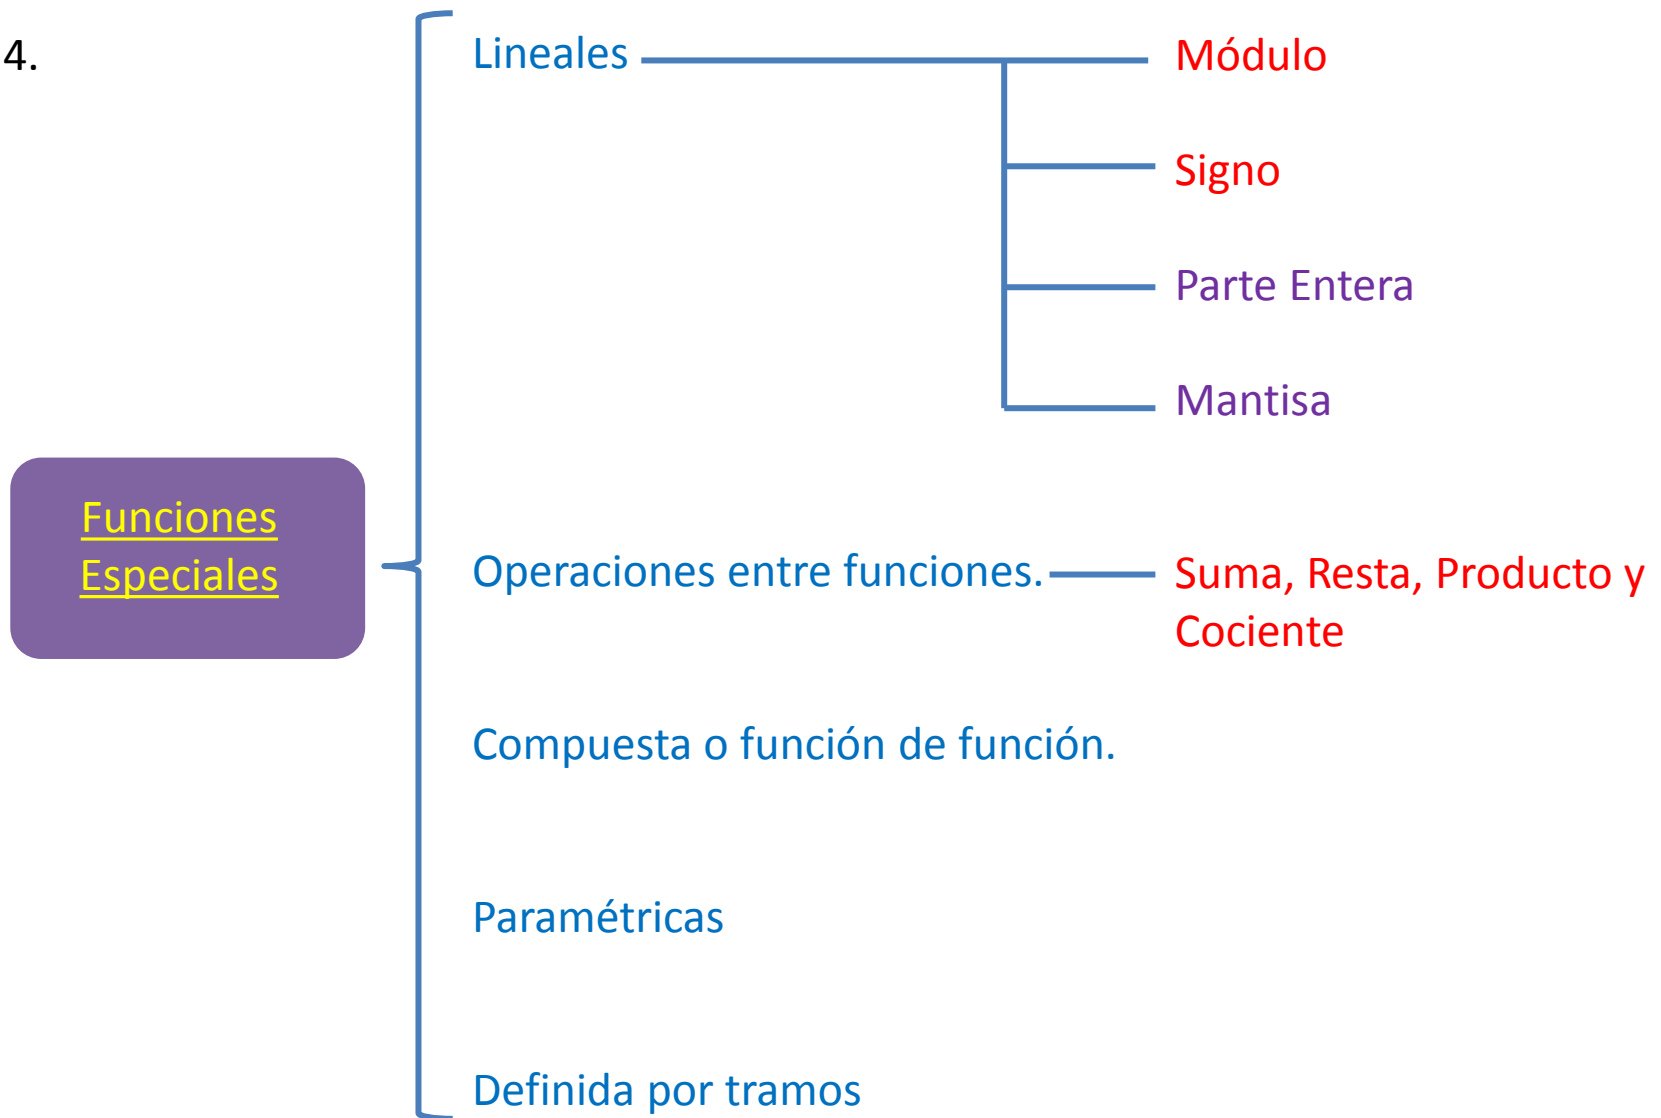 4.
Lineales
Módulo
Signo
Parte Entera
Mantisa
Funciones
Especiales
Operaciones entre funciones.
Suma, Resta, Producto y
Cociente
Compuesta o función de función.
Paramétricas
Definida por tramos